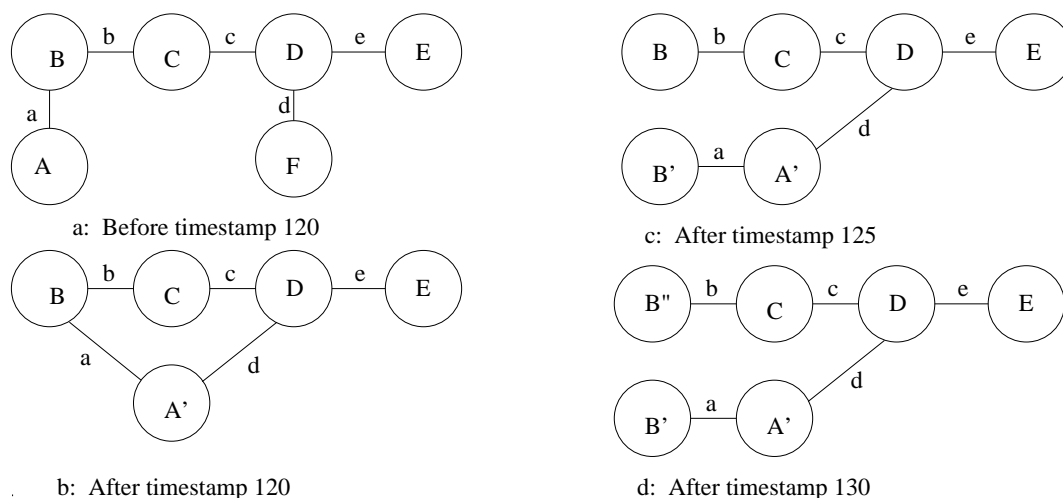 B b C c D e E
a d
A F
a: Before timestamp 120
B b C c D e E
a d
A'
b: After timestamp 120
B b C c D e E
d
B' a A'
c: After timestamp 125
B" b C c D e E
d
B' a A'
d: After timestamp 130